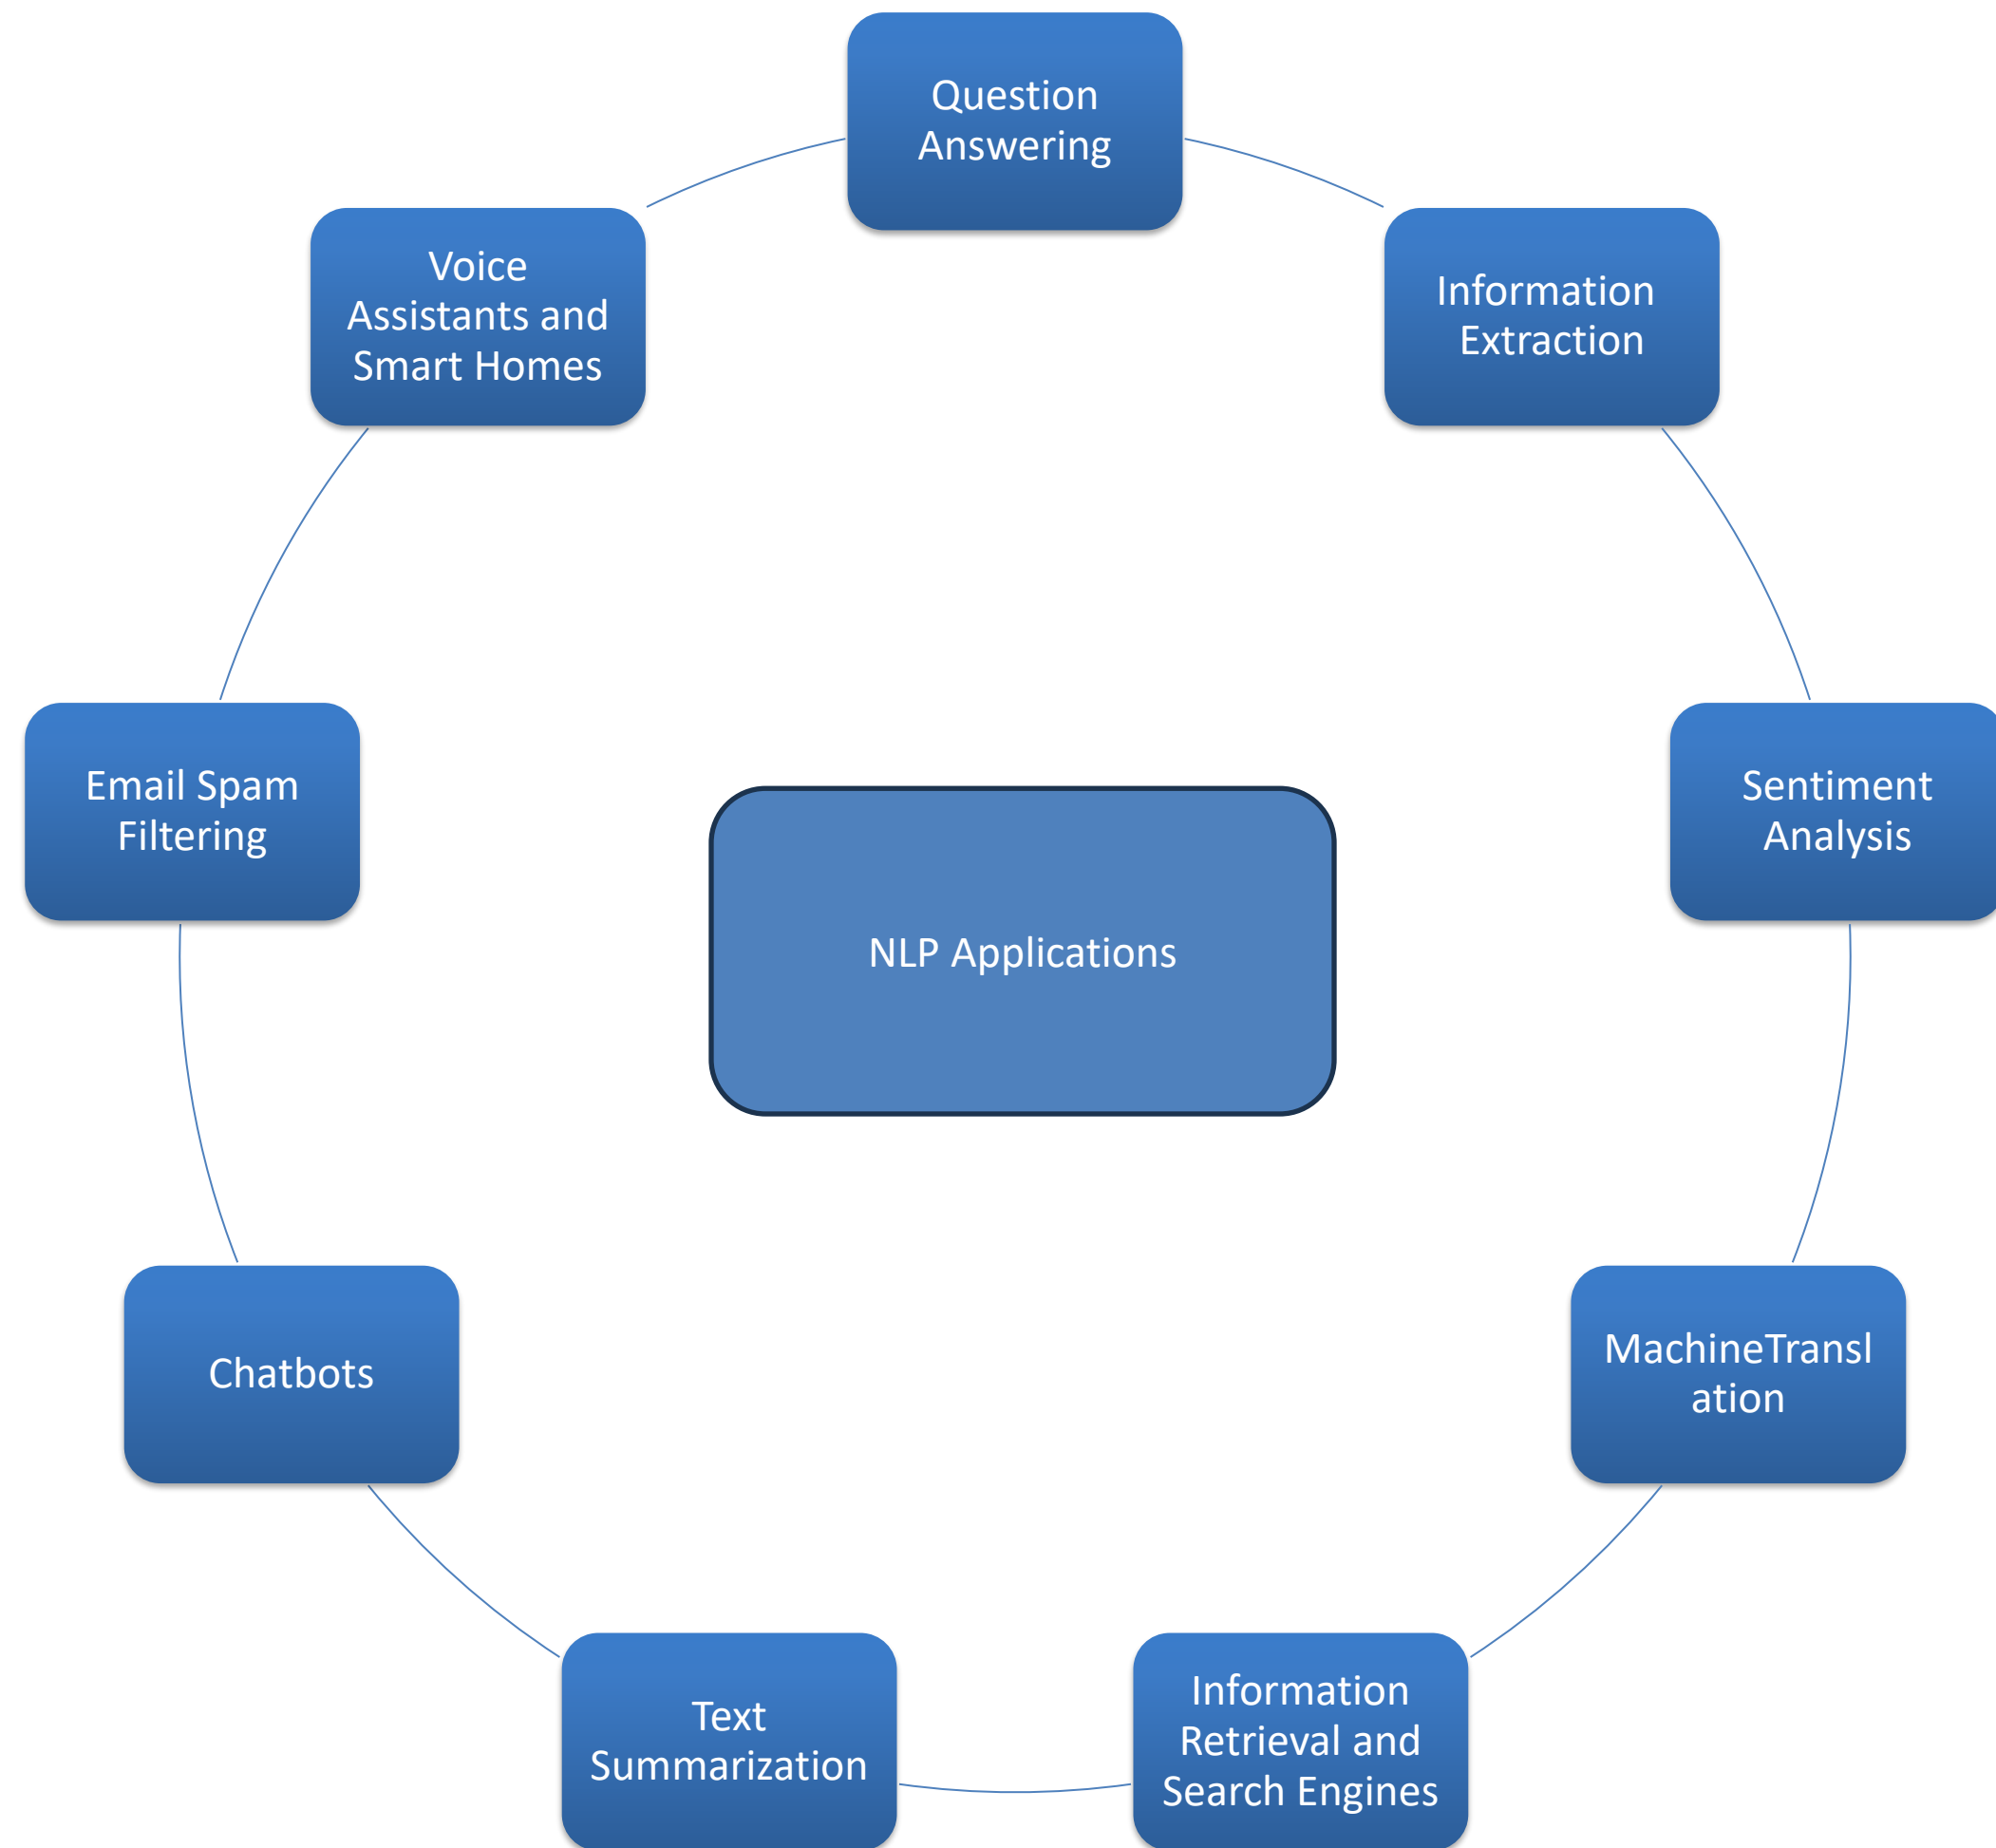 Question
Answering
Voice
Assistants and
Smart Homes
Information
Extraction
Email Spam
Filtering
Sentiment
Analysis
NLP Applications
Chatbots
MachineTransl
ation
Text
Summarization
Information
Retrieval and
Search Engines